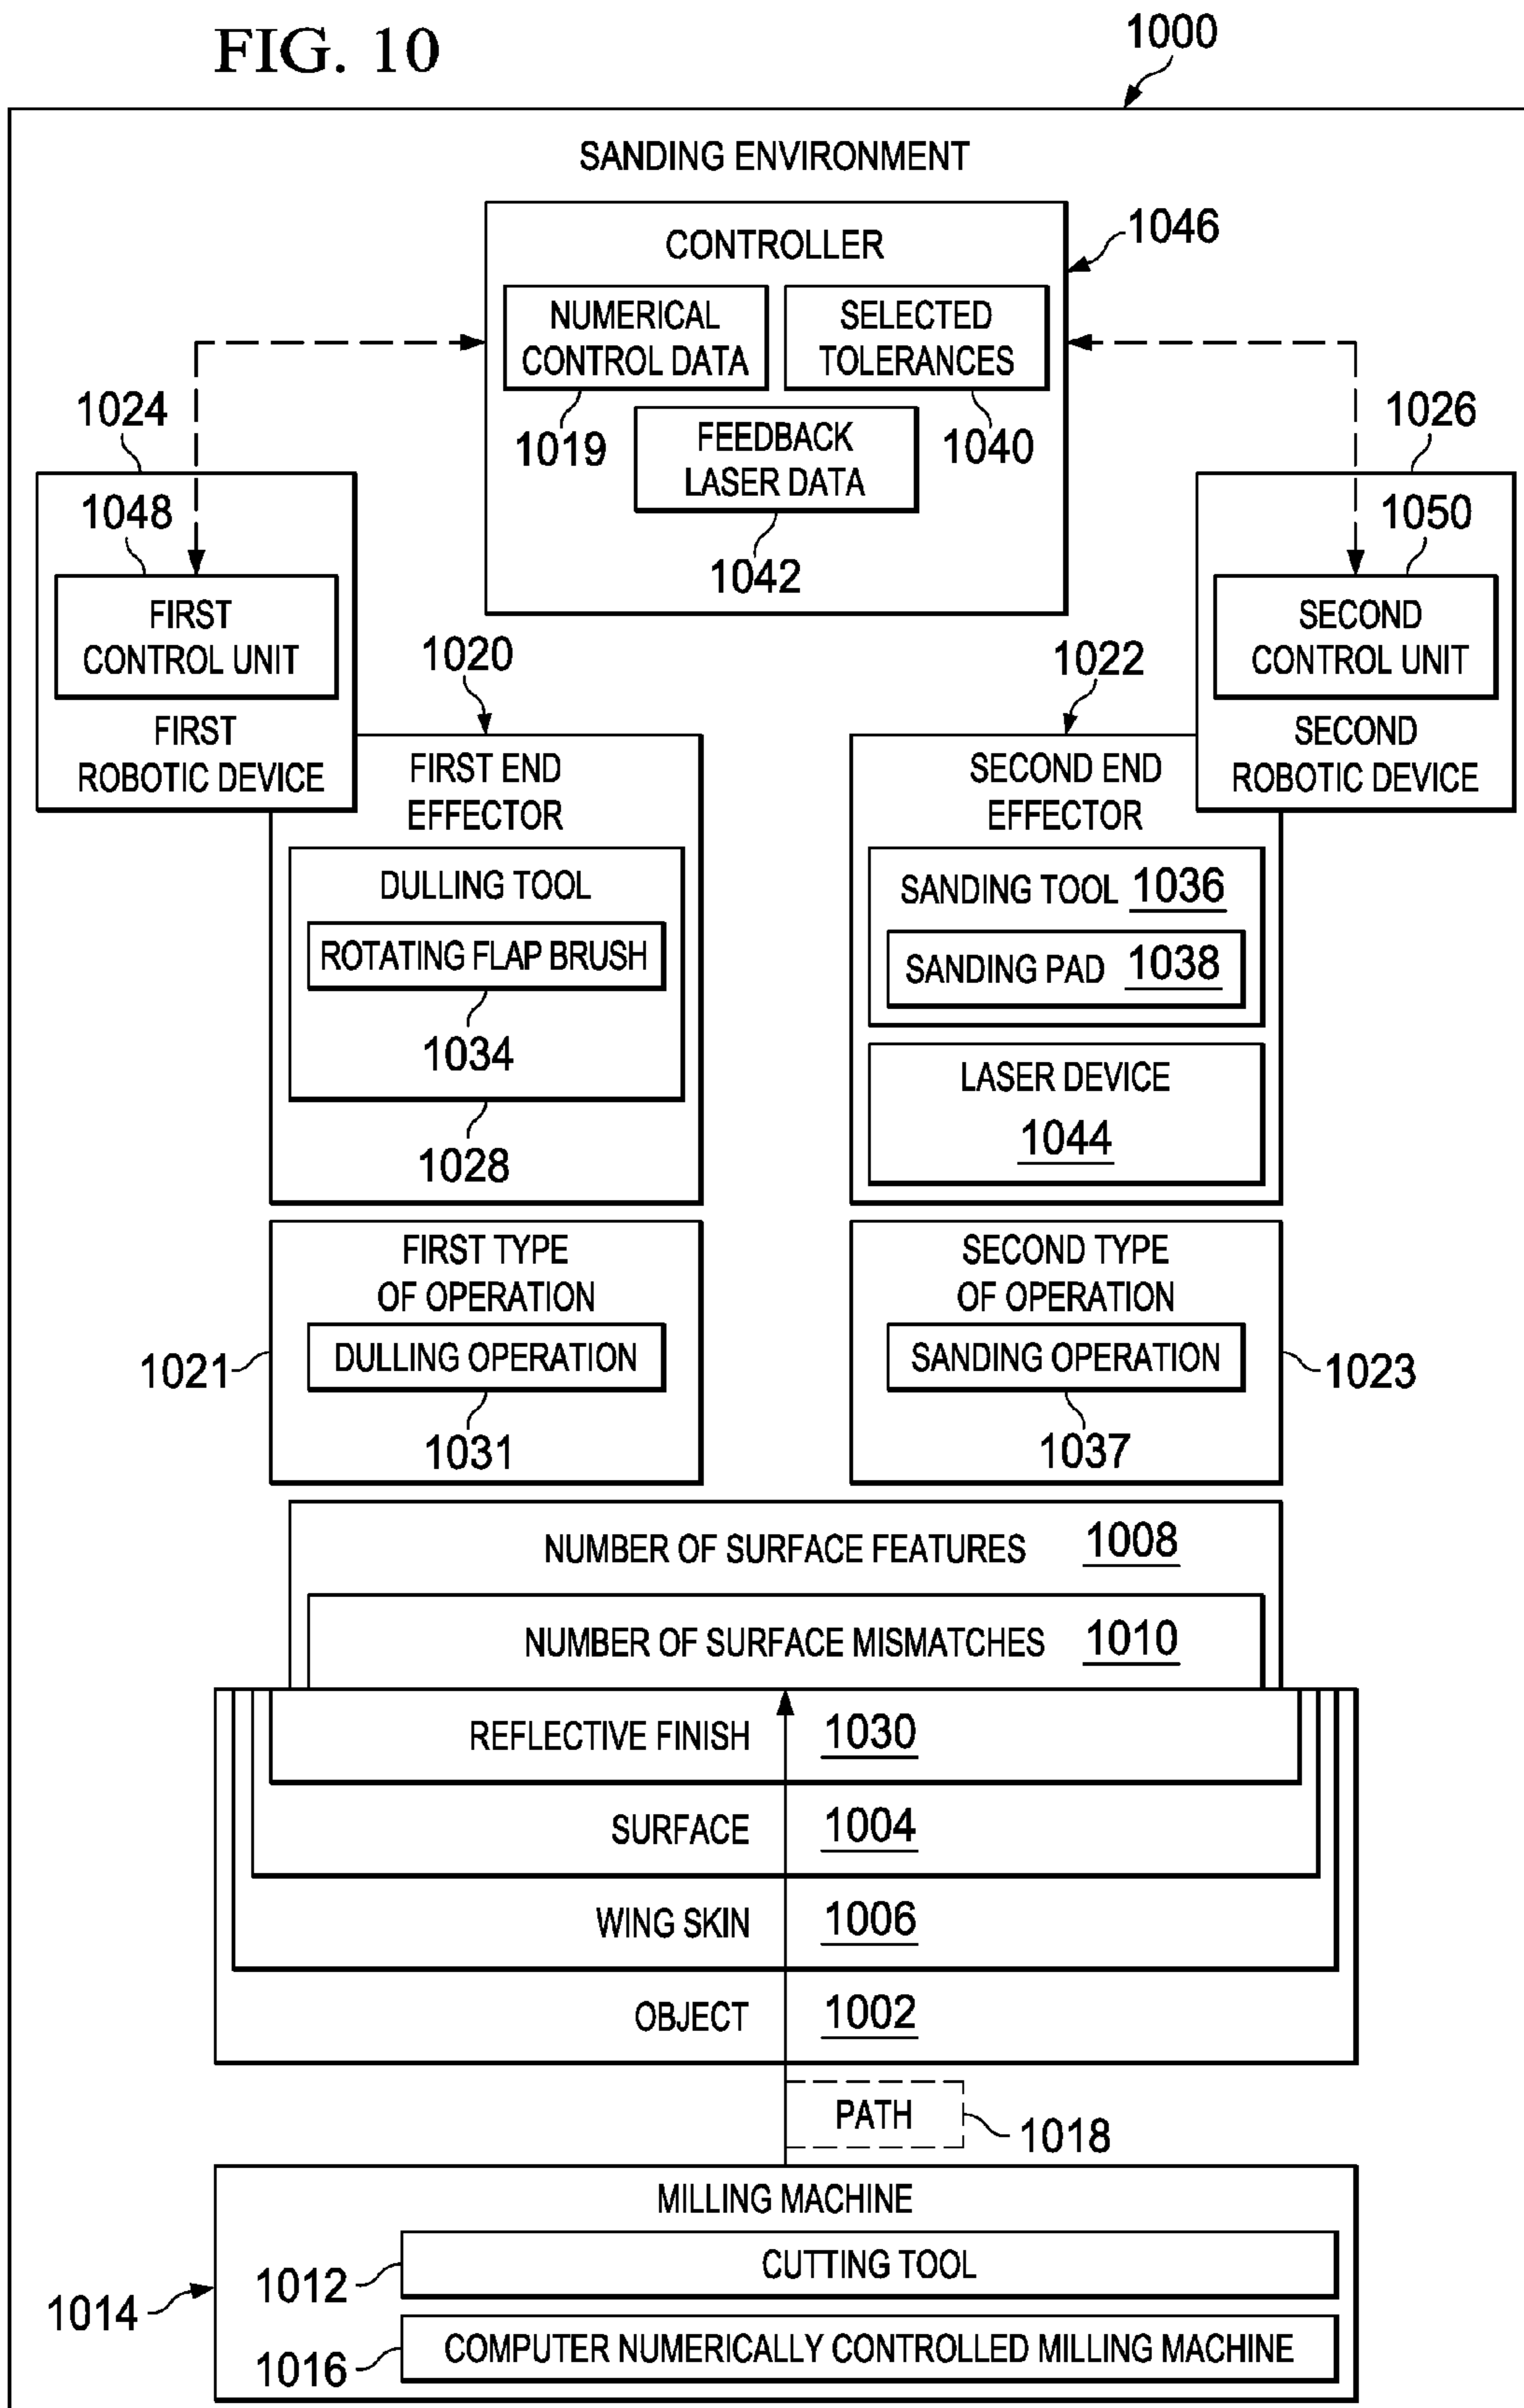 FIG. 10
1000
SANDING ENVIRONMENT
CONTROLLER
1046
NUMERICAL
CONTROL DATA
1019
SELECTED
TOLERANCES
1040
FEEDBACK
LASER DATA
1042
1024
1048
FIRST
CONTROL UNIT
FIRST
ROBOTIC DEVICE
1026
1050
SECOND
CONTROL UNIT
SECOND
ROBOTIC DEVICE
1020
FIRST END
EFFECTOR
DULLING TOOL
ROTATING FLAP BRUSH
1034
1028
1022
SECOND END
EFFECTOR
SANDING TOOL 1036
SANDING PAD 1038
LASER DEVICE
1044
FIRST TYPE
OF OPERATION
DULLING OPERATION
1021
1031
SECOND TYPE
OF OPERATION
SANDING OPERATION
1023
1037
NUMBER OF SURFACE FEATURES 1008
NUMBER OF SURFACE MISMATCHES 1010
REFLECTIVE FINISH 1030
SURFACE 1004
WING SKIN 1006
OBJECT 1002
PATH
1018
MILLING MACHINE
1012
CUTTING TOOL
1014
1016
COMPUTER NUMERICALLY CONTROLLED MILLING MACHINE